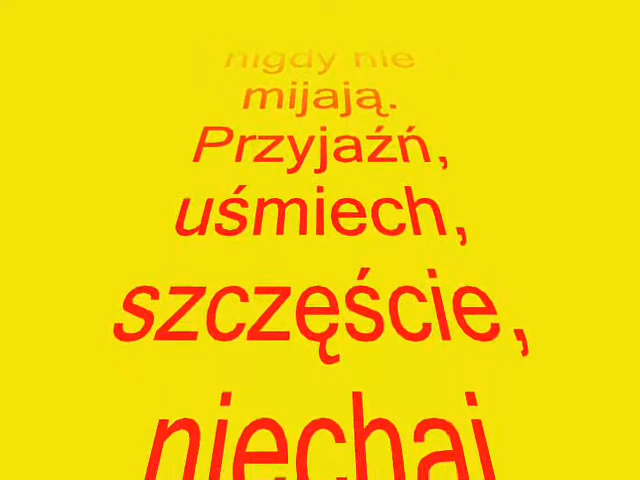 nigdy nie
mijają.
Przyjaźń,
uśmiech,
szczęście,
niechaj